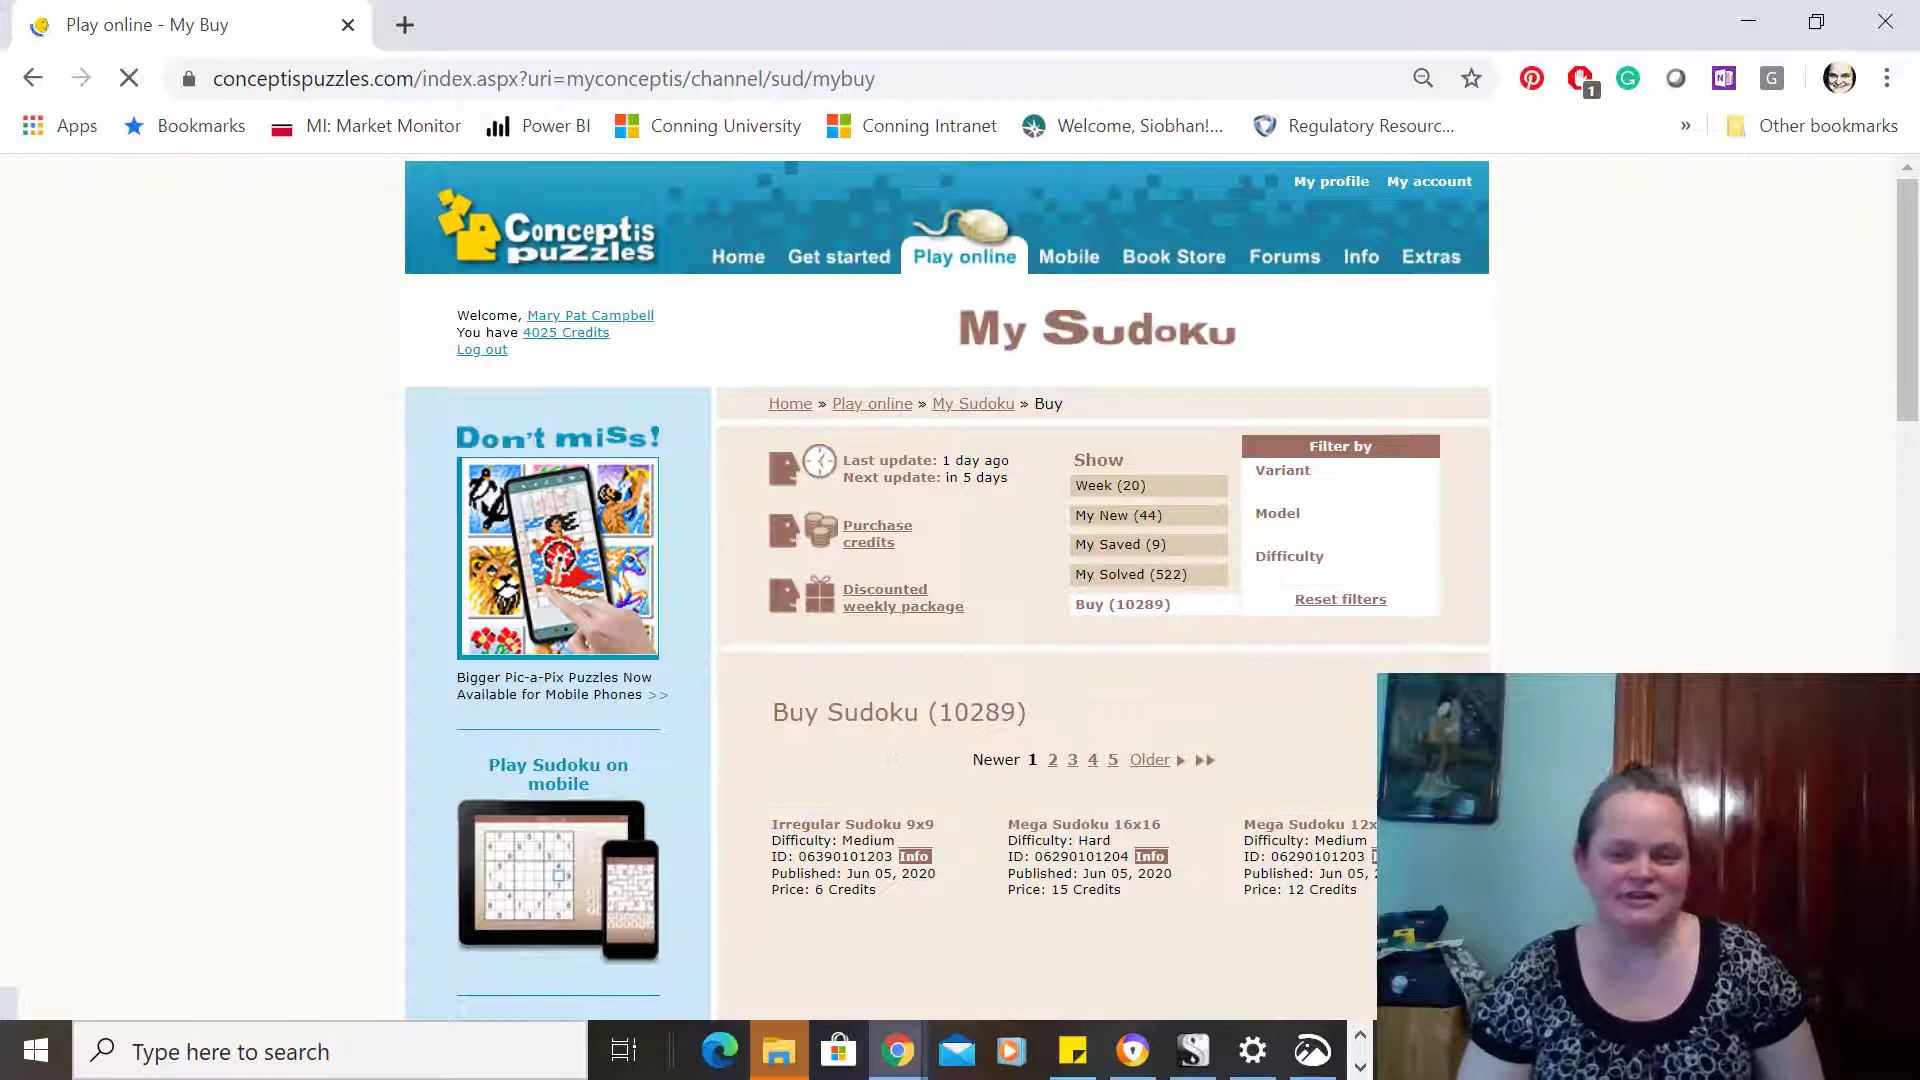 Play online - My Buy
conceptispuzzles.com/index.aspx?uri=myconceptis/channel/sud/mybuy
1
G
Apps
Bookmarks
MI: Market Monitor
Power BI
Conning University
Conning Intranet
Welcome, Siobhan!...
Regulatory Resourc...
»
Other bookmarks
My profile My account
Conceptis
puzzles
Home Get started Play online Mobile Book Store Forums Info Extras
Welcome, Mary Pat Campbell
You have 4025 Credits
Log out
My Sudoku
Home » Play online » My Sudoku » Buy
Don't miss!
Bigger Pic-a-Pix Puzzles Now
Available for Mobile Phones >>
Play Sudoku on
mobile
Last update: 1 day ago
Next update: in 5 days
Purchase
credits
Discounted
weekly package
Show
Week (20)
My New (44)
My Saved (9)
My Solved (522)
Buy (10289)
Filter by
Variant
Model
Difficulty
Reset filters
Buy Sudoku (10289)
Newer 1 2 3 4 5 Older
Irregular Sudoku 9x9
Difficulty: Medium
ID: 06390101203 Info
Published: Jun 05, 2020
Price: 6 Credits
Mega Sudoku 16x16
Difficulty: Hard
ID: 06290101204 Info
Published: Jun 05, 2020
Price: 15 Credits
Mega Sudoku 12x
Difficulty: Medium
ID: 06290101203
Published: Jun 05,
Price: 12 Credits
Type here to search